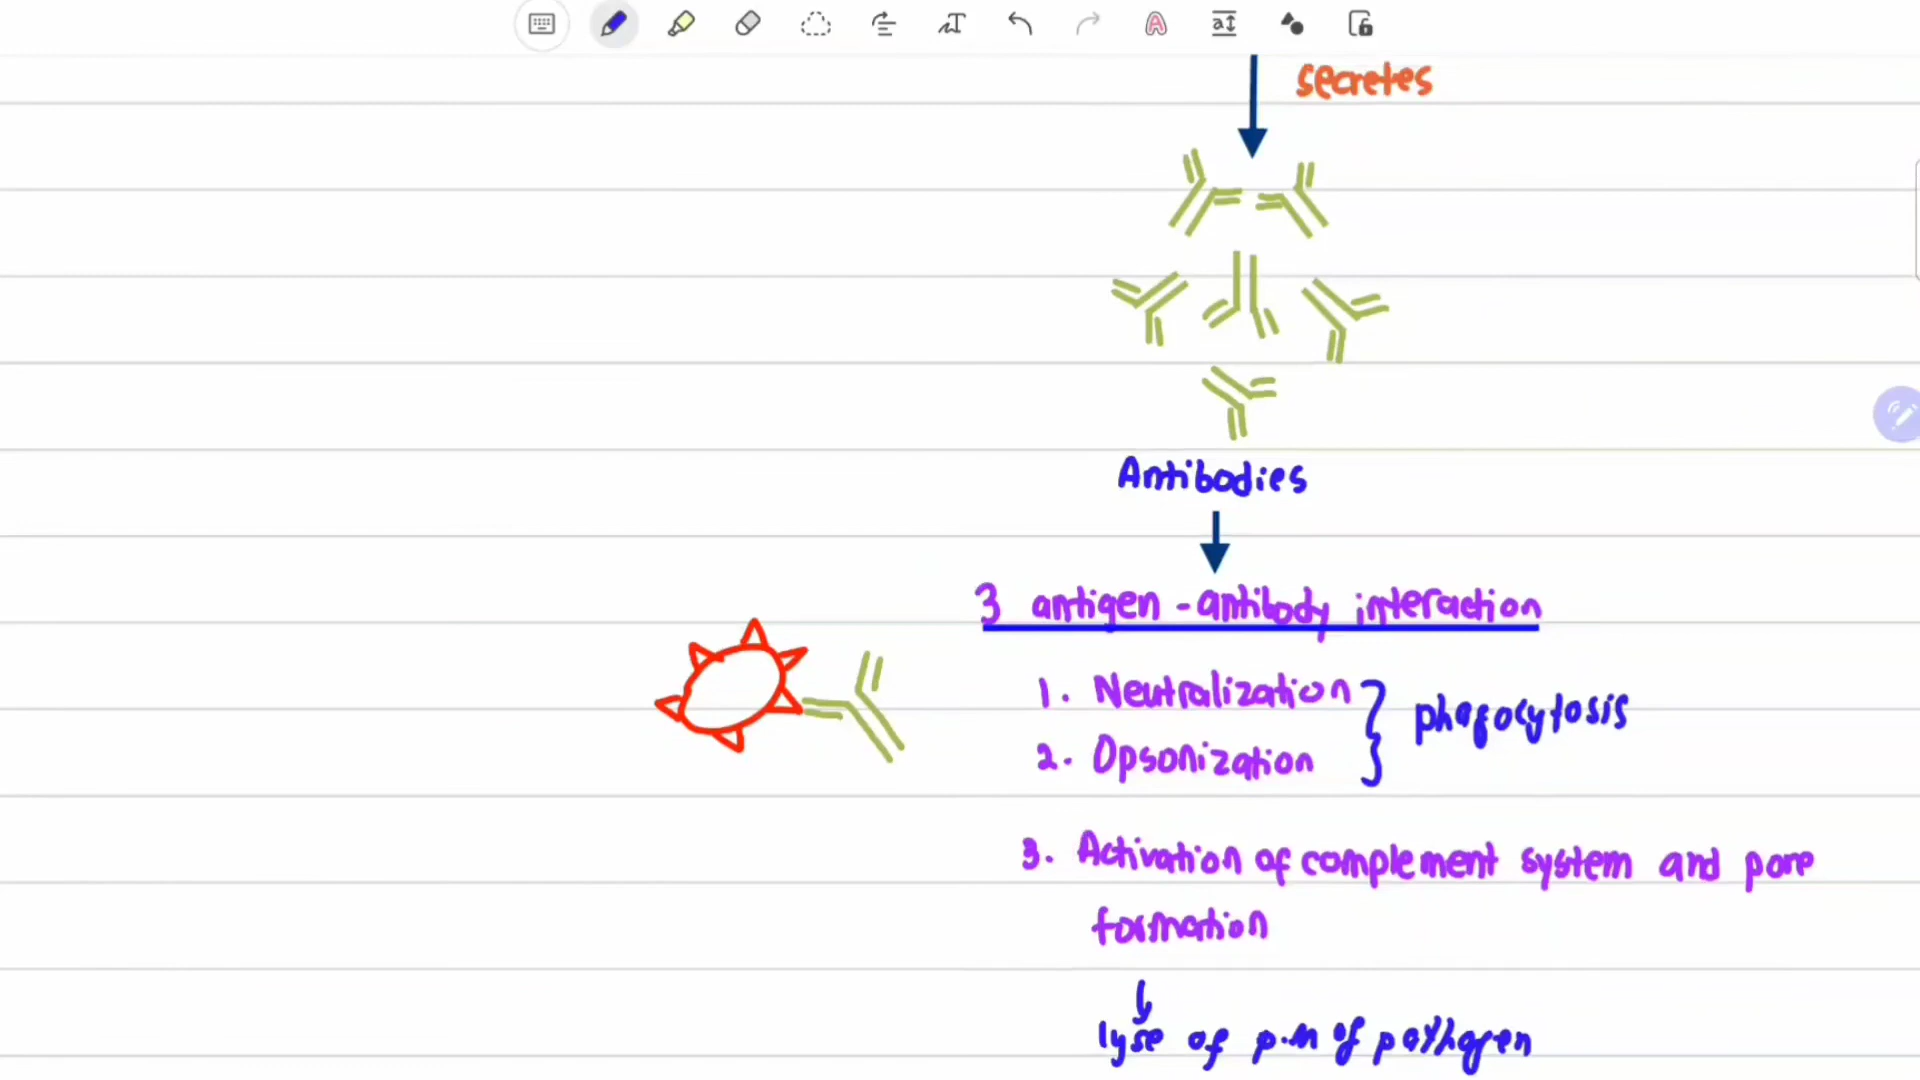 secretes
Antibodies
3 antigen - antibody interaction
1. Neutralization
2. Opsonization
phagocytosis
3. Activation of complement system and pore
formation
lyse of p.m of pathogen